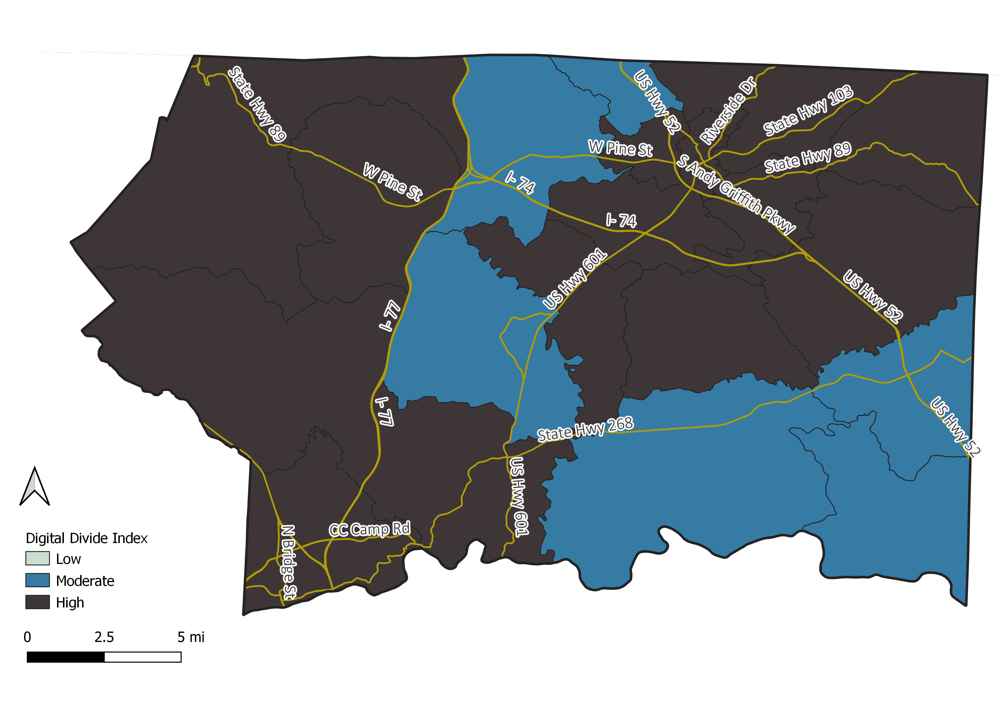 State Hwy 89
US Hwy 52
Riverside Dr
State Hwy 103
W Pine St
State Hwy 89
W Pine St
I- 74
S Andy Griffith Pkwy
I- 74
US Hwy 601
US Hwy 52
I- 77
I- 77
State Hwy 268
US Hwy 52
US Hwy 601
CC Camp Rd
N Bridge St
Digital Divide Index
Low
Moderate
High
0 2.5 5 mi